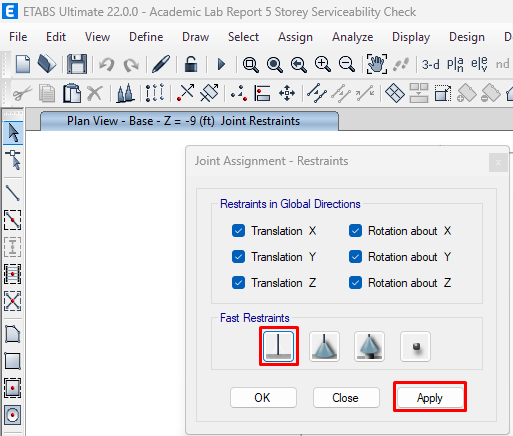 E ETABS Ultimate 22.0.0 - Academic Lab Report 5 Storey Serviceability Check
File Edit View Define Draw Select Assign Analyze Display Design
3-d Plan elev nd
Plan View - Base - Z = -9 (ft) Joint Restraints
Joint Assignment - Restraints x
Restraints in Global Directions
Translation X Rotation about X
Translation Y Rotation about Y
Translation Z Rotation about Z
Fast Restraints
OK Close Apply